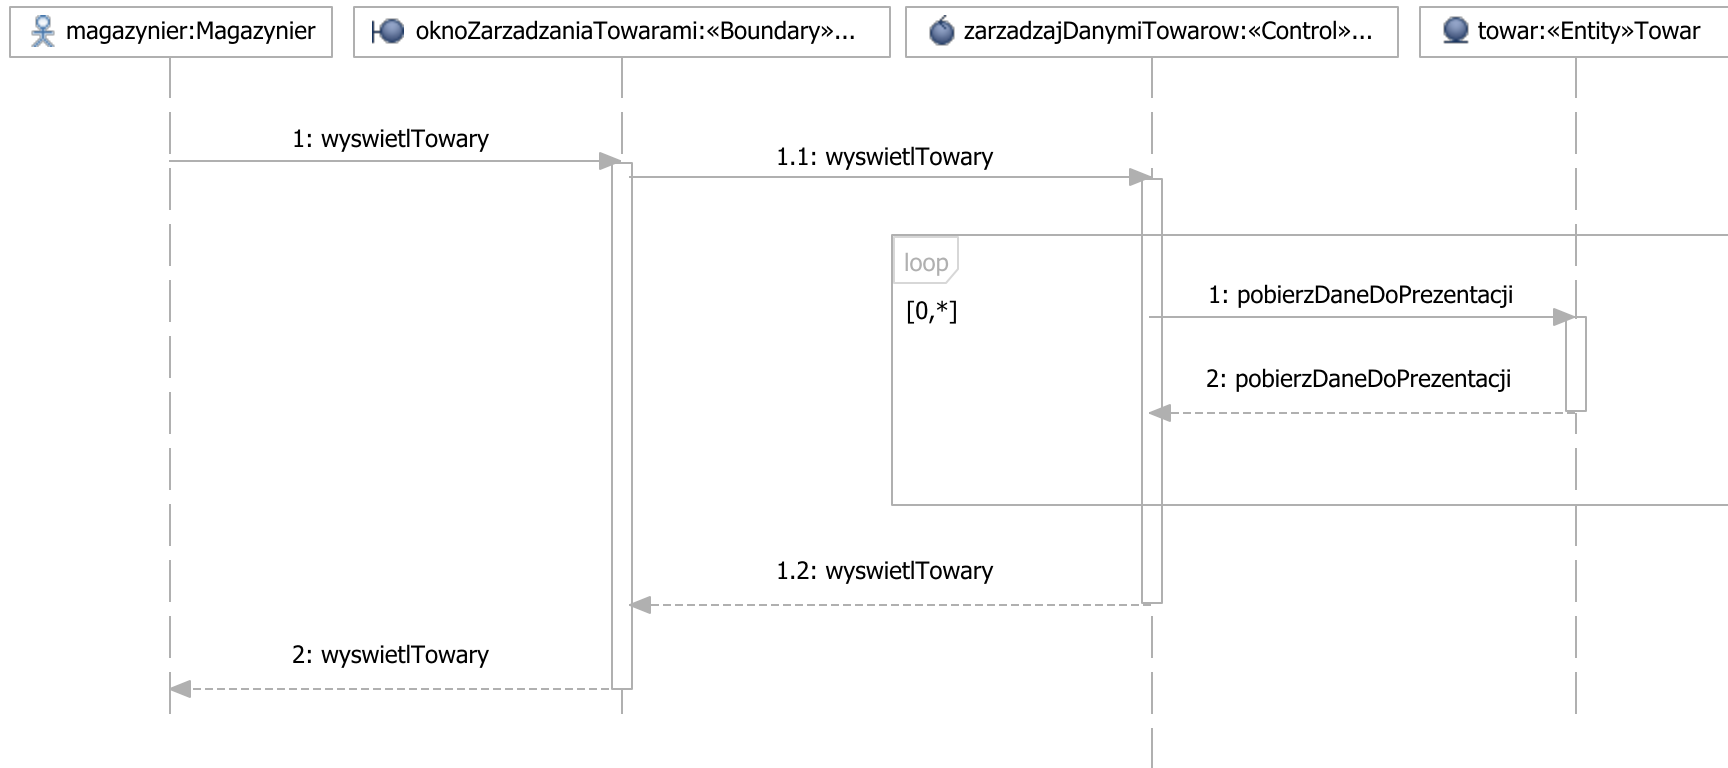 magazynier:Magazynier
oknoZarzadzaniaTowarami:«Boundary»...
zarzadzajDanymiTowarow:«Control»...
towar:«Entity»Towar
1: wyswietlTowary
1.1: wyswietlTowary
loop
[0,*]
1: pobierzDaneDoPrezentacji
2: pobierzDaneDoPrezentacji
1.2: wyswietlTowary
2: wyswietlTowary